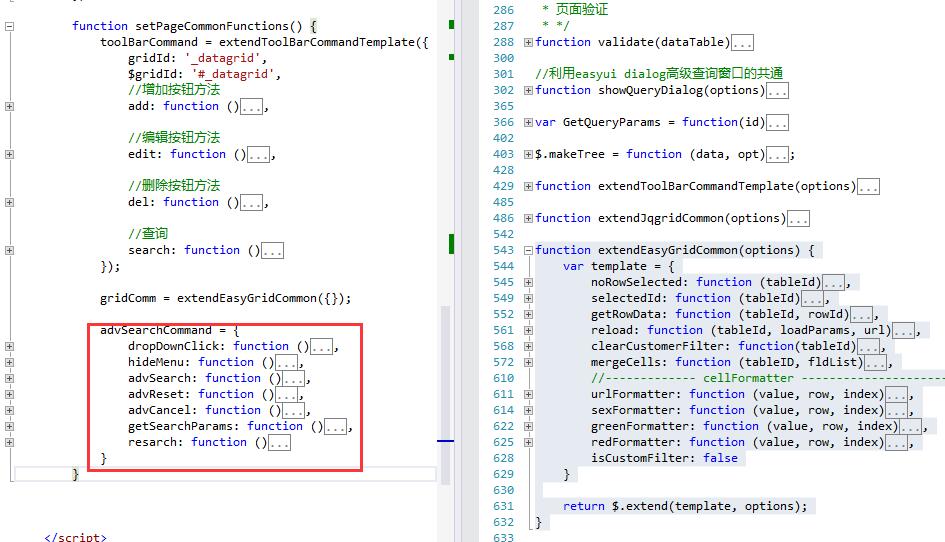 function setPageCommonFunctions() {
toolBarCommand = extendToolBarCommandTemplate({
gridId: '_datagrid',
$gridId: '#_datagrid',
//增加按钮方法
add: function ()...,
//编辑按钮方法
edit: function ()...,
//删除按钮方法
del: function ()...,
//查询
search: function ()...
});
gridComm = extendEasyGridCommon({});
advSearchCommand = {
dropDownClick: function ()...,
hideMenu: function ()...,
advSearch: function ()...,
advReset: function ()...,
advCancel: function ()...,
getSearchParams: function ()...,
resarch: function ()...
}
}
</script>
286 * 页面验证
287 * */
288 function validate(dataTable)...
300
301 //利用easyui dialog高级查询窗口的共通
302 function showQueryDialog(options)...
365
366 var GetQueryParams = function(id)...
402
403 $.makeTree = function (data, opt)...;
428
429 function extendToolBarCommandTemplate(options)...
485
486 function extendJqgridCommon(options)...
542
543 function extendEasyGridCommon(options) {
544 var template = {
545 noRowSelected: function (tableId)...,
549 selectedId: function (tableId)...,
552 getRowData: function (tableId, rowId)...,
561 reload: function (tableId, loadParams, url)...,
568 clearCustomerFilter: function(tableId)...,
572 mergeCells: function (tableID, fldList)...,
610 //------------- cellFormatter -------------------
611 urlFormatter: function (value, row, index)...,
614 sexFormatter: function (value, row, index)...,
622 greenFormatter: function (value, row, index)...,
625 redFormatter: function (value, row, index)...,
628 isCustomFilter: false
629 }
630
631 return $.extend(template, options);
632 }
633